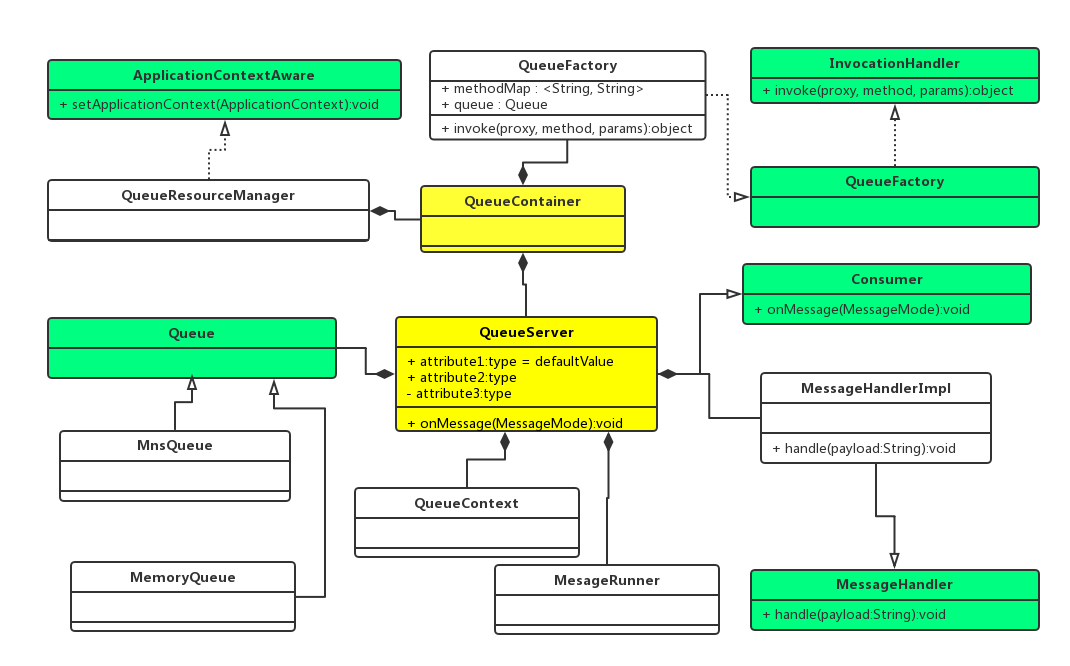 ApplicationContextAware
+ setApplicationContext(ApplicationContext):void
QueueFactory
+ methodMap : <String, String>
+ queue : Queue
+ invoke(proxy, method, params):object
InvocationHandler
+ invoke(proxy, method, params):object
QueueResourceManager
QueueContainer
QueueFactory
Consumer
+ onMessage(MessageMode):void
Queue
QueueServer
+ attribute1:type = defaultValue
+ attribute2:type
- attribute3:type
+ onMessage(MessageMode):void
MessageHandlerImpl
+ handle(payload:String):void
MnsQueue
QueueContext
MemoryQueue
MesageRunner
MessageHandler
+ handle(payload:String):void